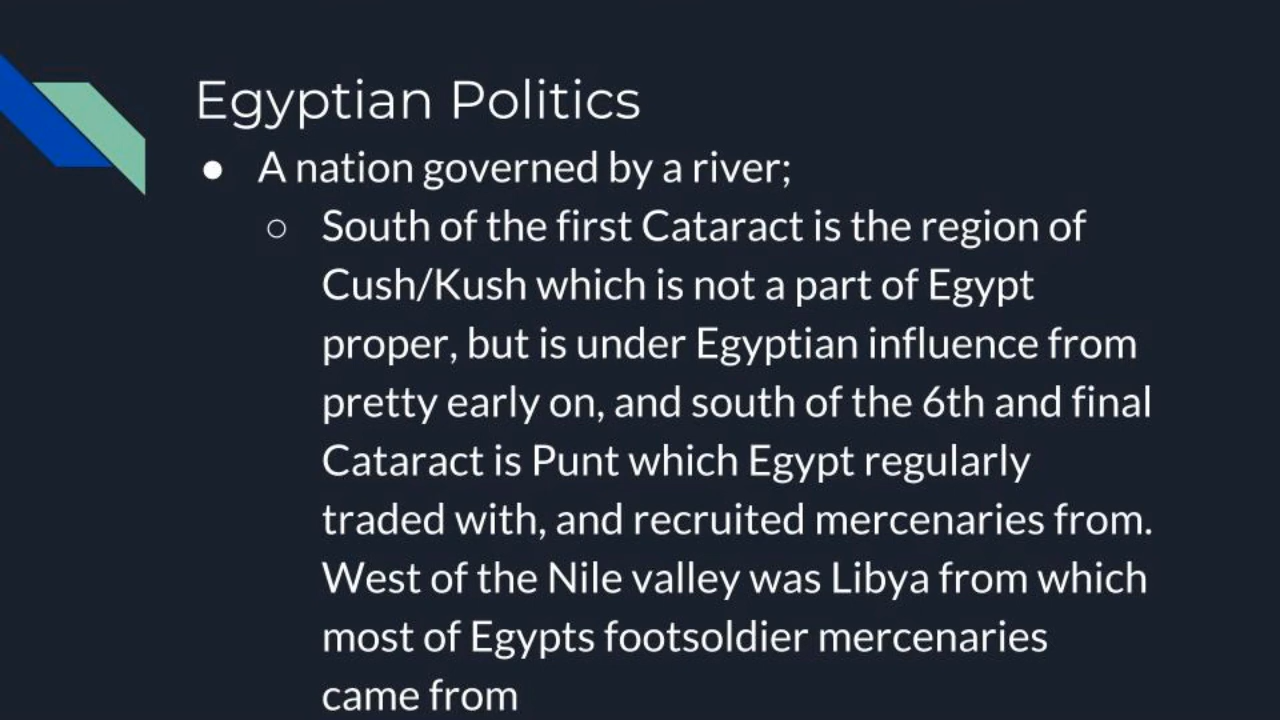 Egyptian Politics
● A nation governed by a river;
○ South of the first Cataract is the region of
Cush/Kush which is not a part of Egypt
proper, but is under Egyptian influence from
pretty early on, and south of the 6th and final
Cataract is Punt which Egypt regularly
traded with, and recruited mercenaries from.
West of the Nile valley was Libya from which
most of Egypts footsoldier mercenaries
came from